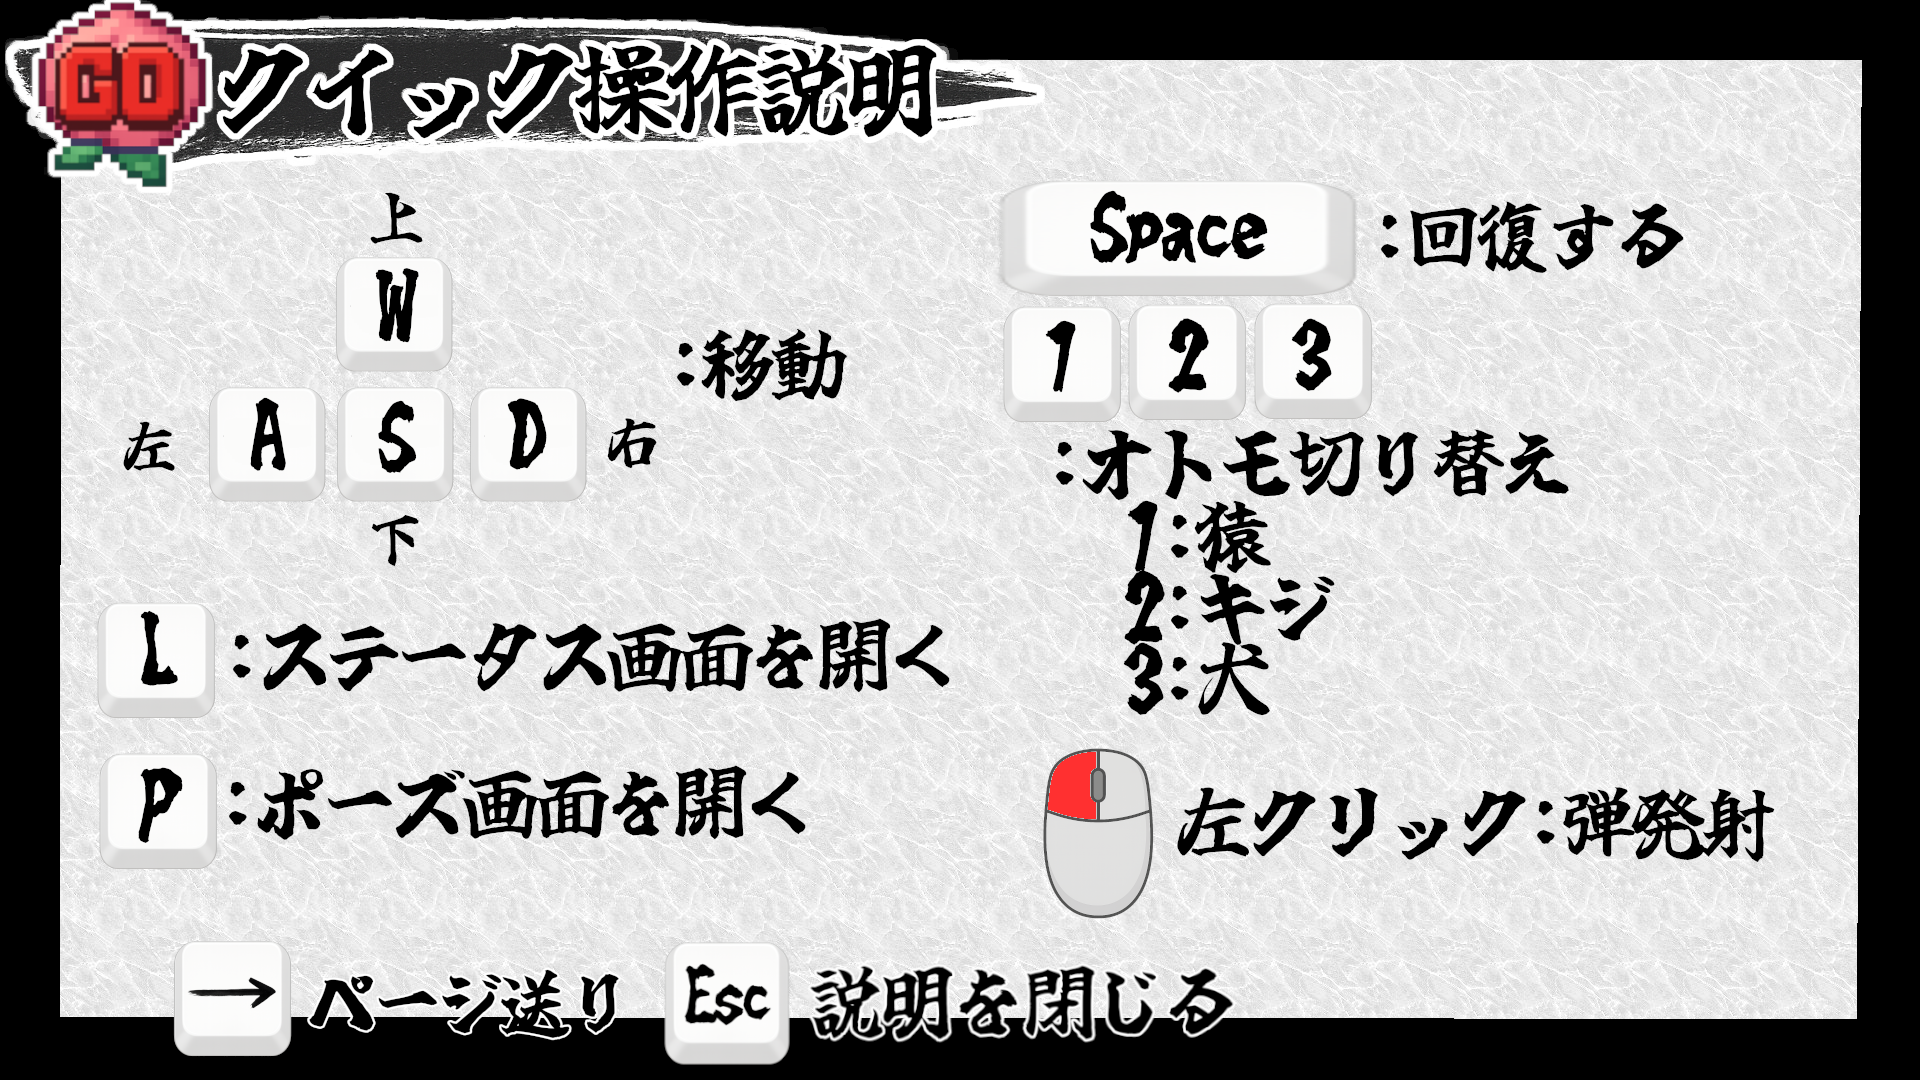 GO クイック操作説明
上
W
左 A S D 右
下
:移動
L :ステータス画面を開く
P :ポーズ画面を開く
Space :回復する
1 2 3
:オトモ切り替え
1:猿
2:キジ
3:犬
左クリック:弾発射
→ ページ送り Esc 説明を閉じる